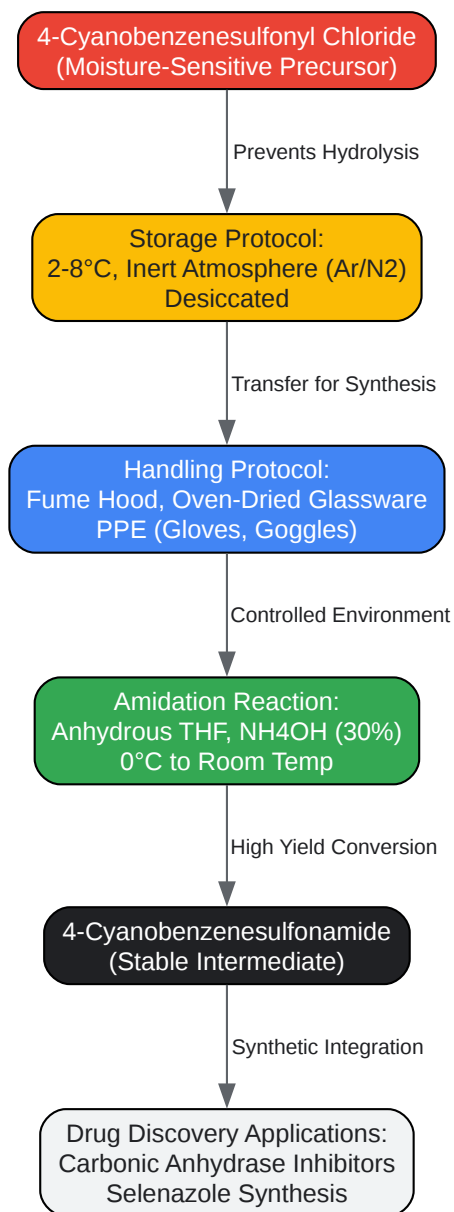 4-Cyanobenzenesulfonyl Chloride
(Moisture-Sensitive Precursor)
Prevents Hydrolysis
Storage Protocol:
2-8°C, Inert Atmosphere (Ar/N2)
Desiccated
Transfer for Synthesis
Handling Protocol:
Fume Hood, Oven-Dried Glassware
PPE (Gloves, Goggles)
Controlled Environment
Amidation Reaction:
Anhydrous THF, NH4OH (30%)
0°C to Room Temp
High Yield Conversion
4-Cyanobenzenesulfonamide
(Stable Intermediate)
Synthetic Integration
Drug Discovery Applications:
Carbonic Anhydrase Inhibitors
Selenazole Synthesis